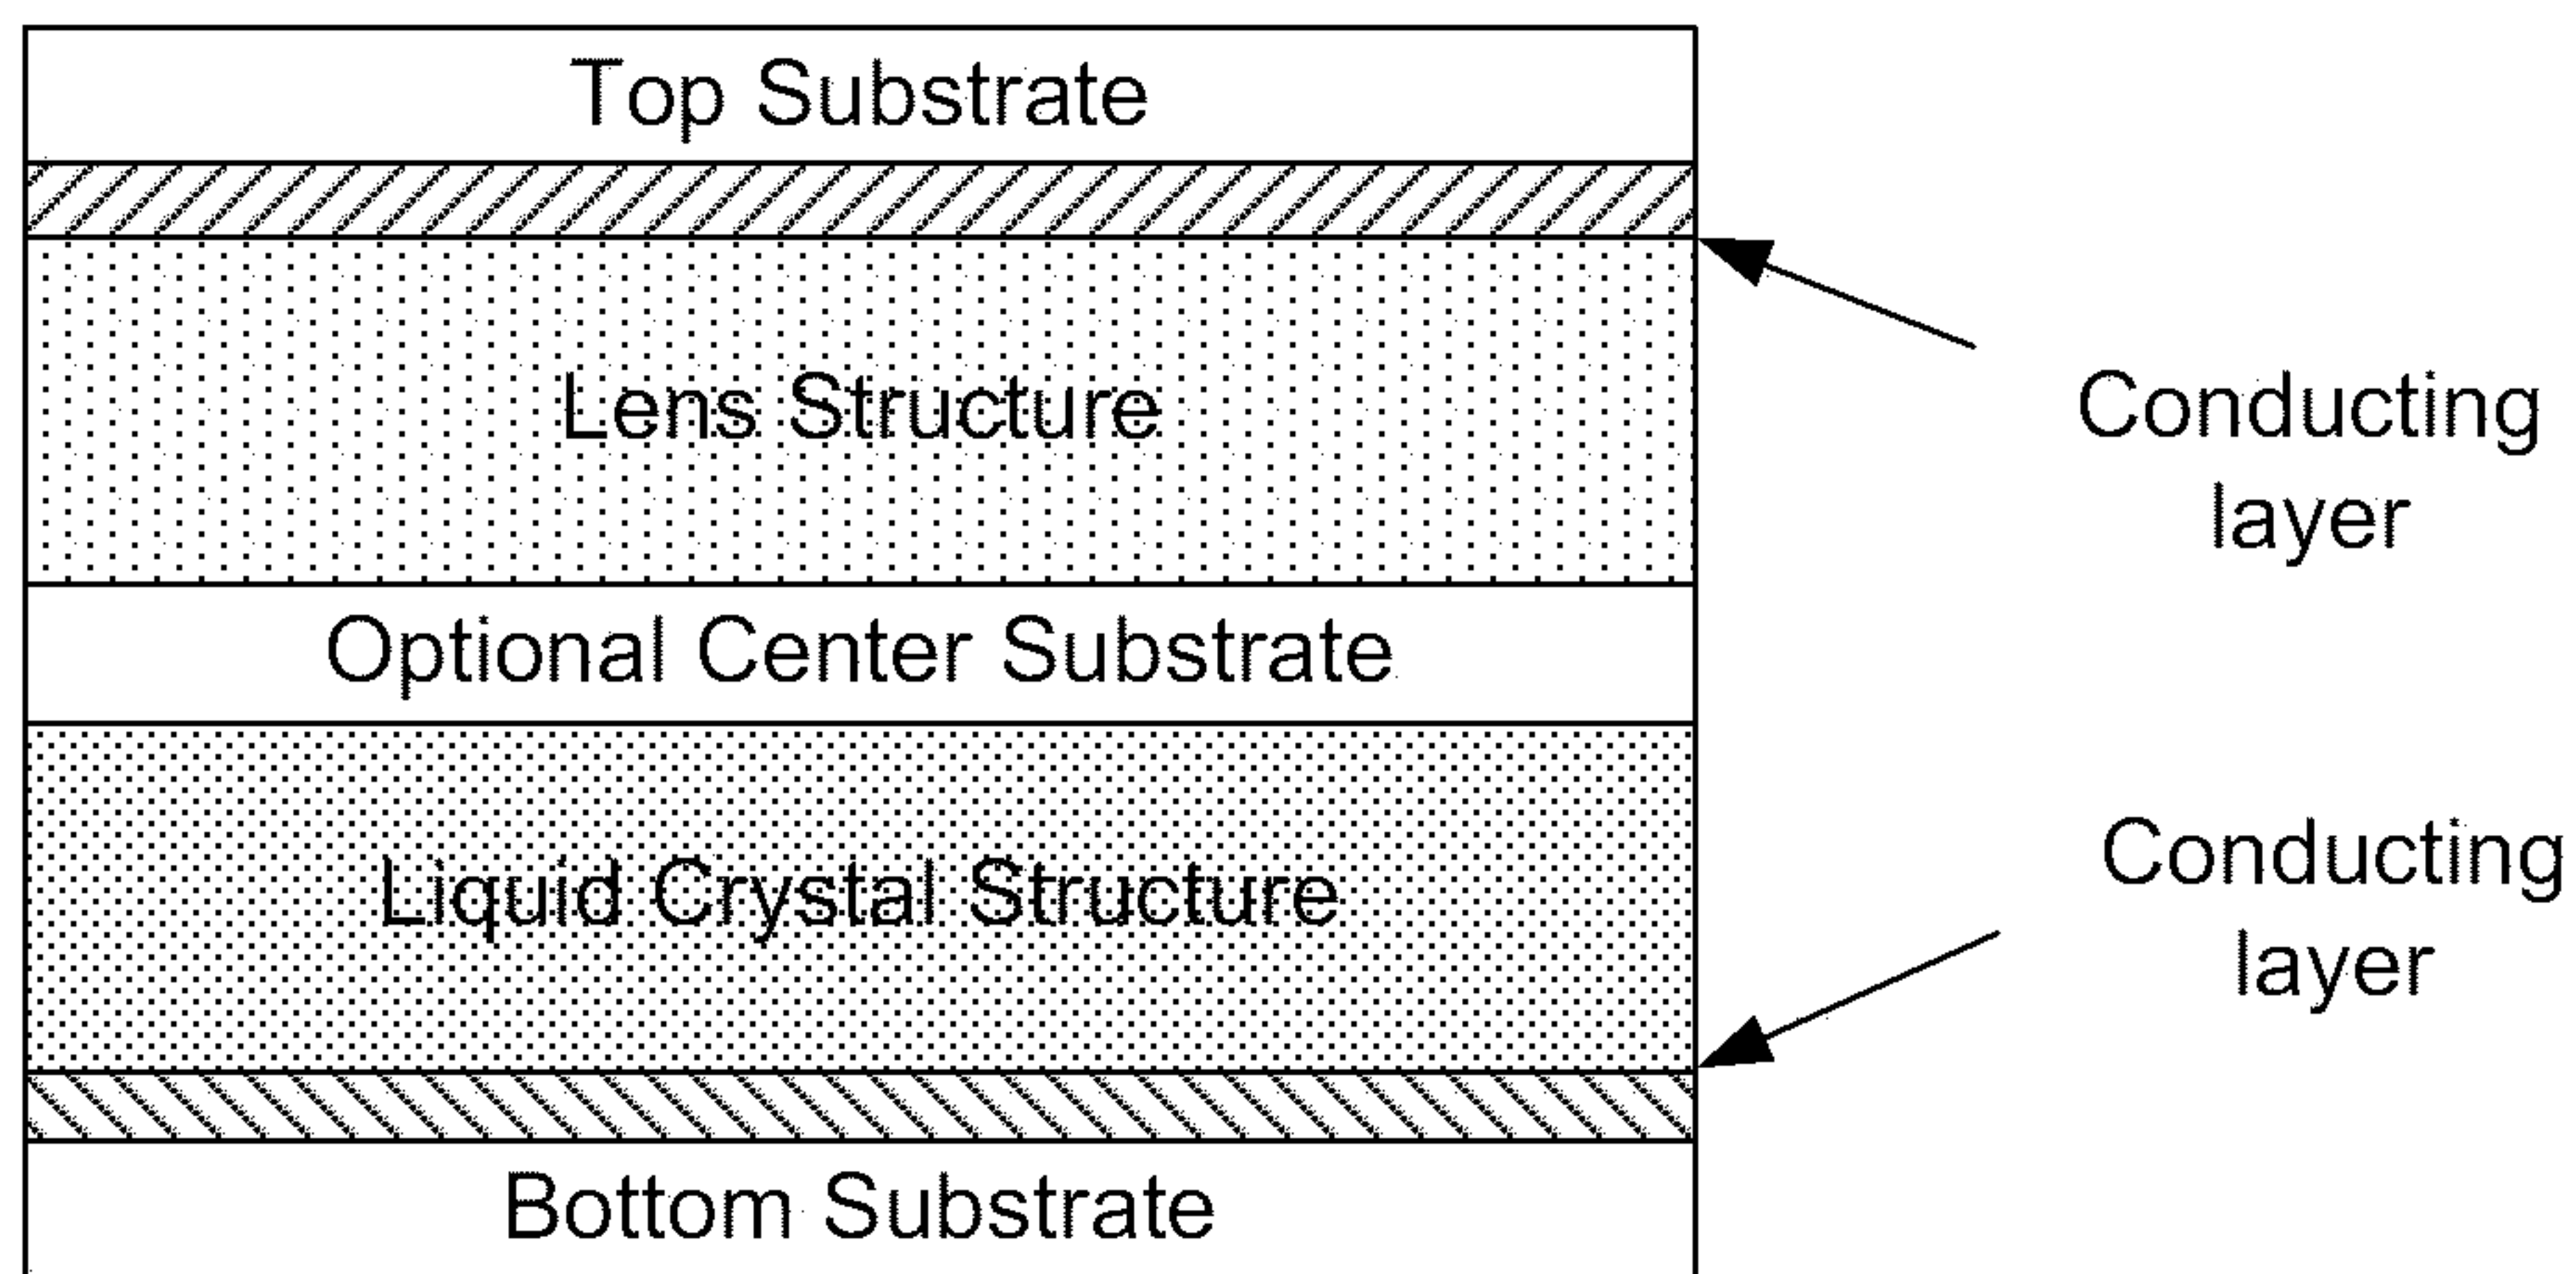 Top Substrate
Lens Structure
Conducting
layer
Optional Center Substrate
Liquid Crystal Structure
Conducting
layer
Bottom Substrate